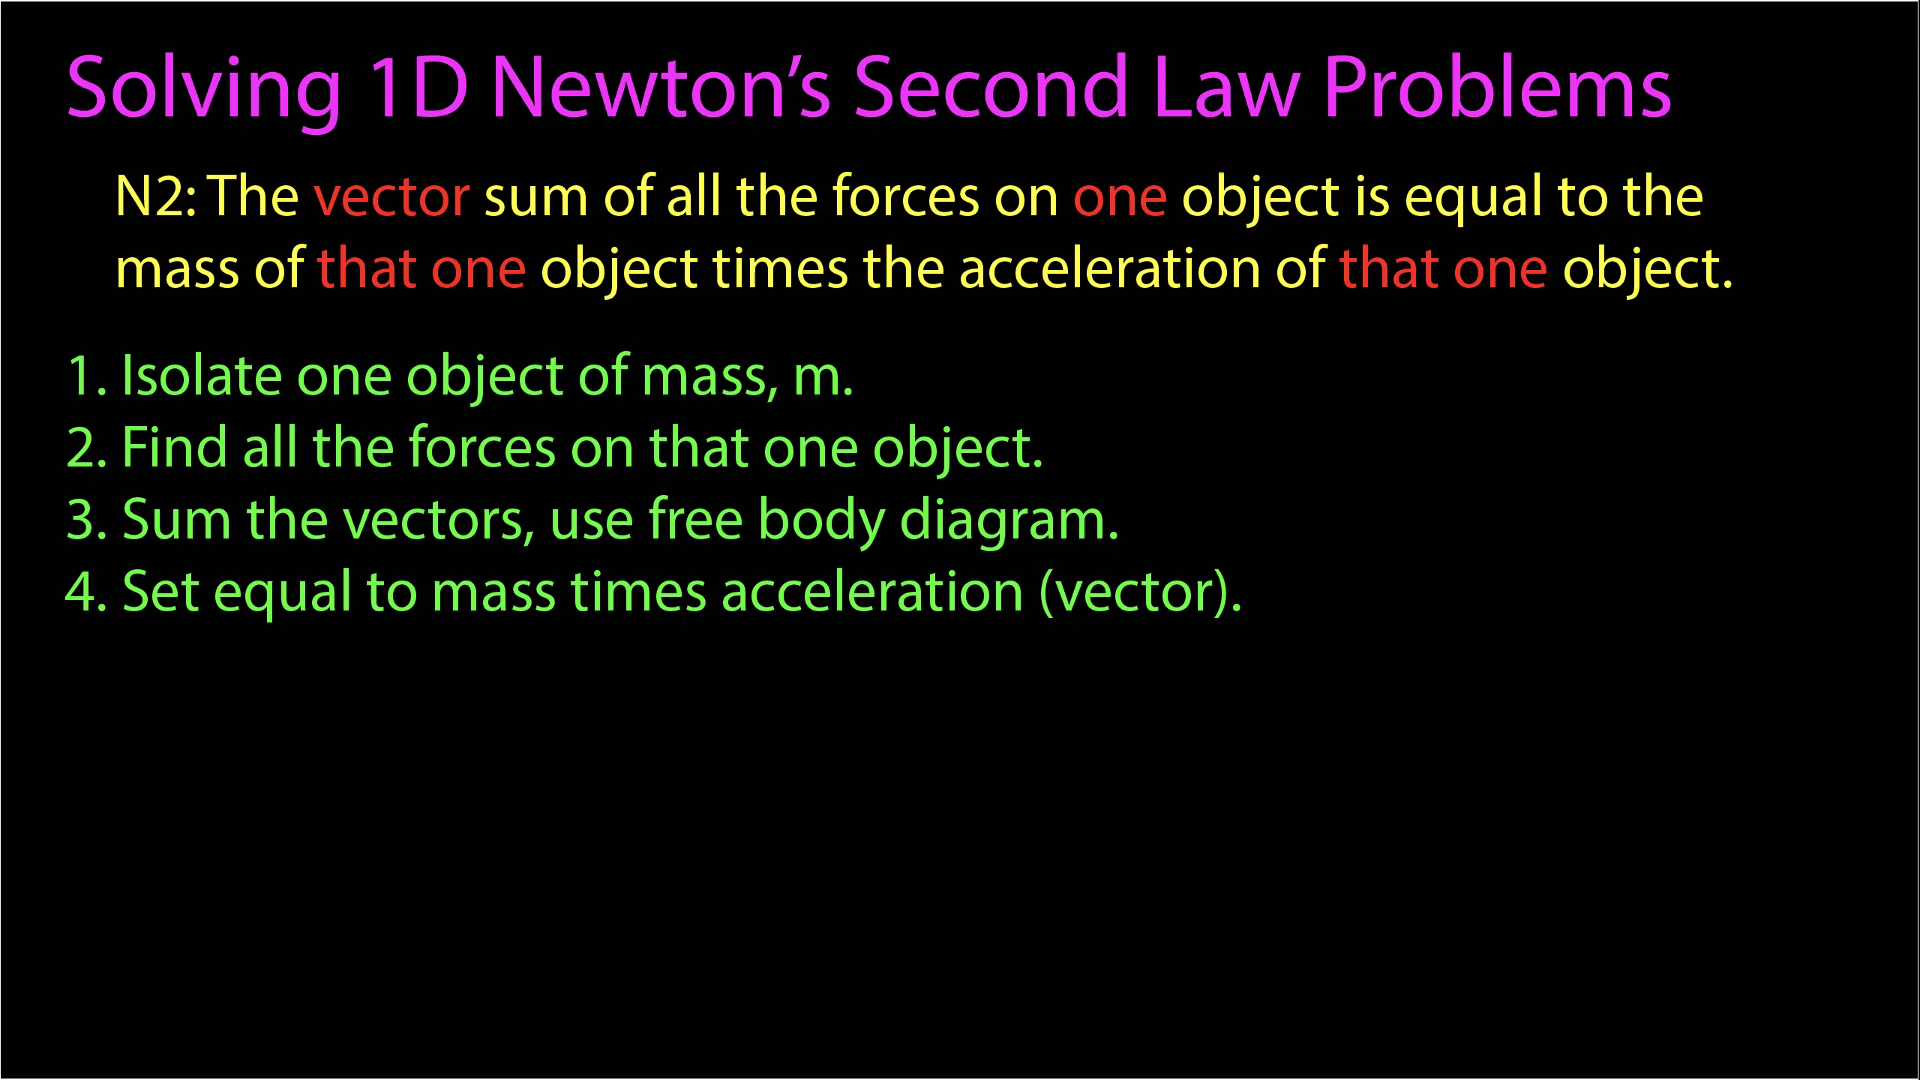 Solving 1D Newton’s Second Law Problems
N2: The vector sum of all the forces on one object is equal to the
mass of that one object times the acceleration of that one object.
1. Isolate one object of mass, m.
2. Find all the forces on that one object.
3. Sum the vectors, use free body diagram.
4. Set equal to mass times acceleration (vector).